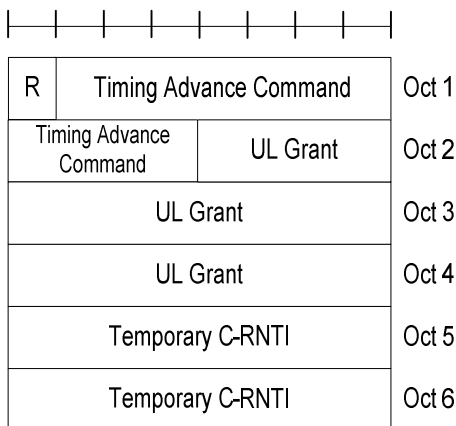 R Timing Advance Command Oct 1
Timing Advance
Command UL Grant Oct 2
UL Grant Oct 3
UL Grant Oct 4
Temporary C-RNTI Oct 5
Temporary C-RNTI Oct 6